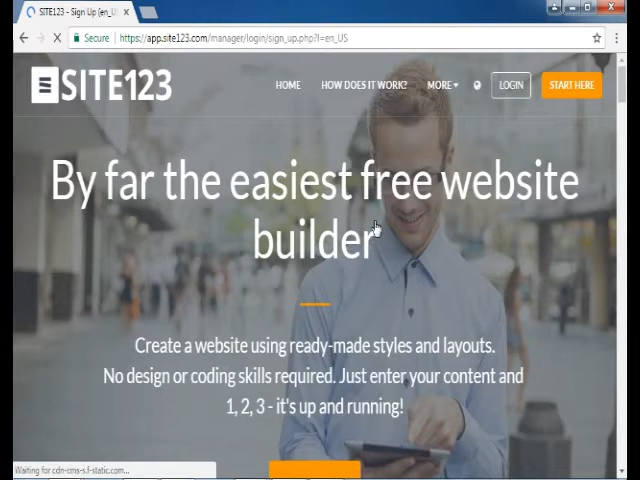 SITE123 - Sign Up (en_U
Secure
https://app.site123.com/manager/login/sign_up.php?l=en_US
SITE123
HOME
HOW DOES IT WORK?
MORE
LOGIN
START HERE
By far the easiest free website
builder
Create a website using ready-made styles and layouts.
No design or coding skills required. Just enter your content and
1, 2, 3 - it's up and running!
Waiting for cdn-cms-s.f-static.com...